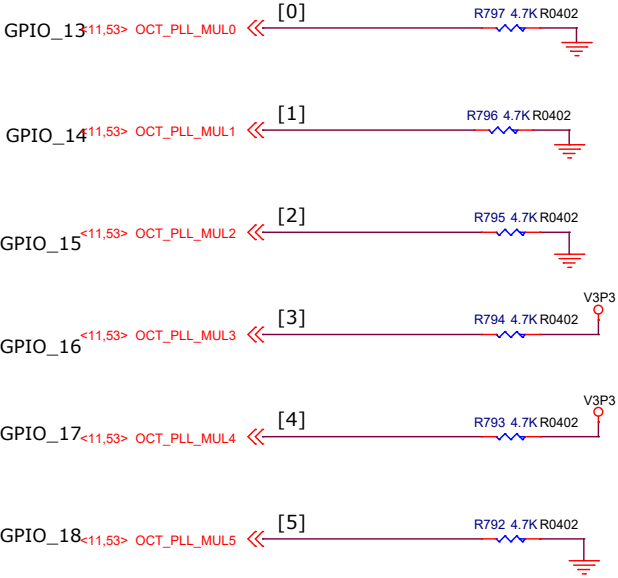 [0] R797 4.7K R0402
GPIO_13 <11,53> OCT_PLL_MUL0
[1] R796 4.7K R0402
GPIO_14 <11,53> OCT_PLL_MUL1
[2] R795 4.7K R0402
GPIO_15 <11,53> OCT_PLL_MUL2
V3P3
[3] R794 4.7K R0402
GPIO_16 <11,53> OCT_PLL_MUL3
V3P3
[4] R793 4.7K R0402
GPIO_17 <11,53> OCT_PLL_MUL4
[5] R792 4.7K R0402
GPIO_18 <11,53> OCT_PLL_MUL5